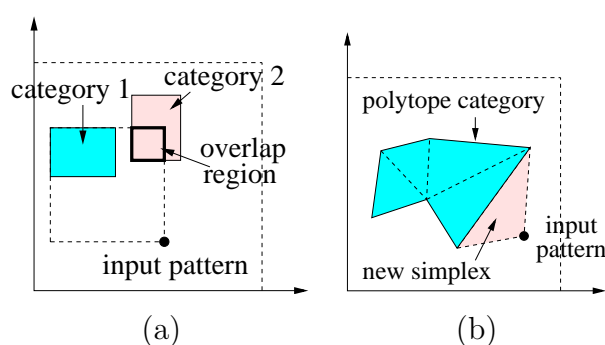 category 1
category 2
overlap
region
input pattern
(a)
polytope category
new simplex
input
pattern
(b)